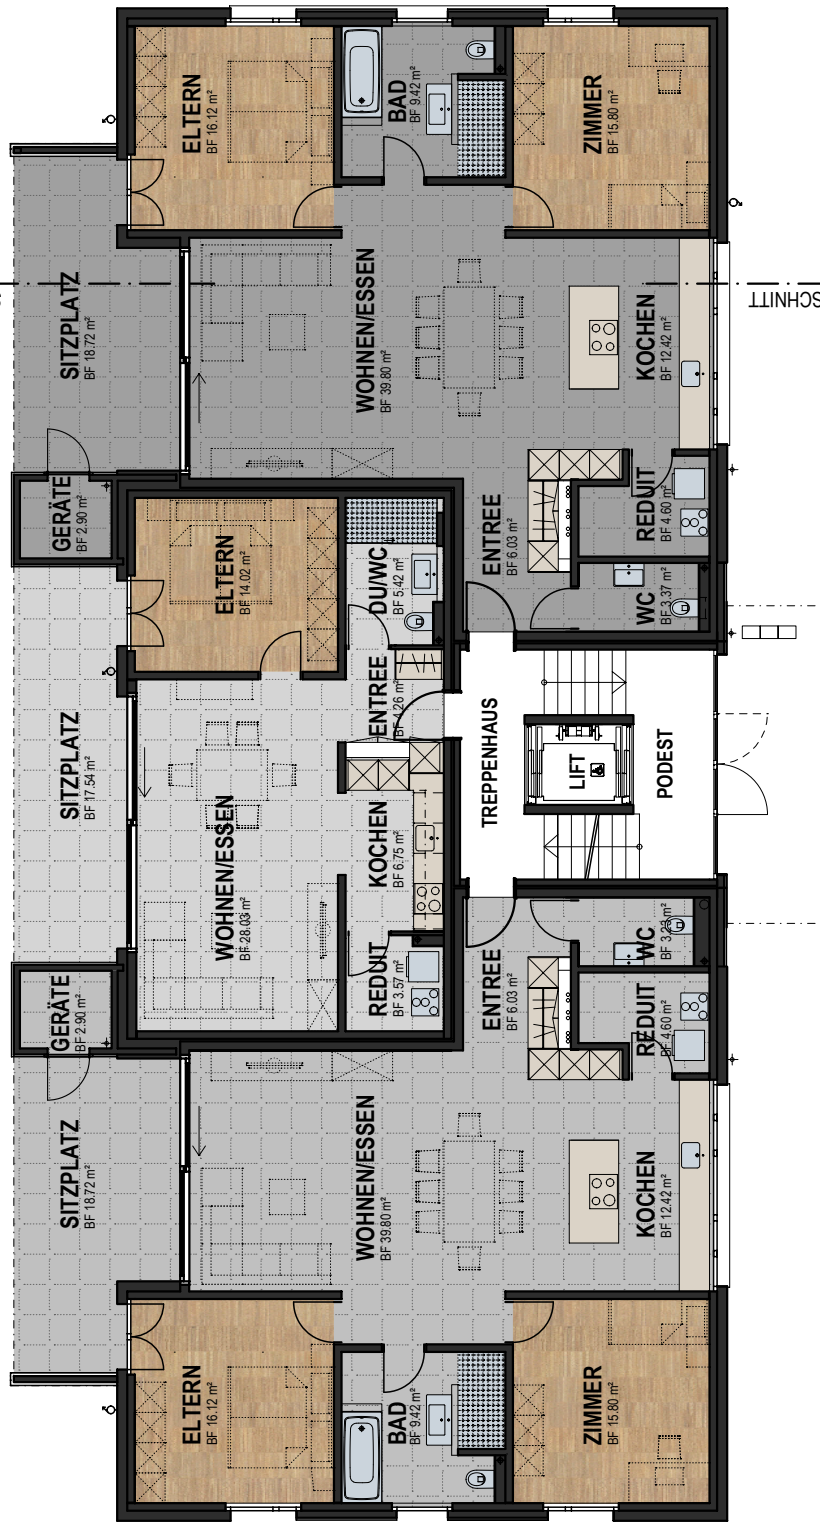 SITZPLATZ
BF 18.72 m²
GERÄTE
BF 2.90 m²
SITZPLATZ
BF 17.54 m²
GERÄTE
BF 2.90 m²
SITZPLATZ
BF 18.72 m²
ELTERN
BF 16.12 m²
WOHNEN/ESSEN
BF 28.03 m²
ELTERN
BF 14.02 m²
ELTERN
BF 16.12 m²
BAD
BF 9.42 m²
WOHNEN/ESSEN
BF 39.80 m²
REDUIT
BF 3.57 m²
KOCHEN
BF 6.75 m²
ENTREE
BF 4.26 m²
DU/WC
BF 5.42 m²
WOHNEN/ESSEN
BF 39.80 m²
BAD
BF 9.42 m²
ENTREE
BF 6.03 m²
TREPPENHAUS
ENTREE
BF 6.03 m²
LIFT
ZIMMER
BF 15.80 m²
KOCHEN
BF 12.42 m²
REDUIT
BF 4.60 m²
WC
PODEST
WC
BF 3.37 m²
REDUIT
BF 4.60 m²
KOCHEN
BF 12.42 m²
ZIMMER
BF 15.80 m²
SCHNITT